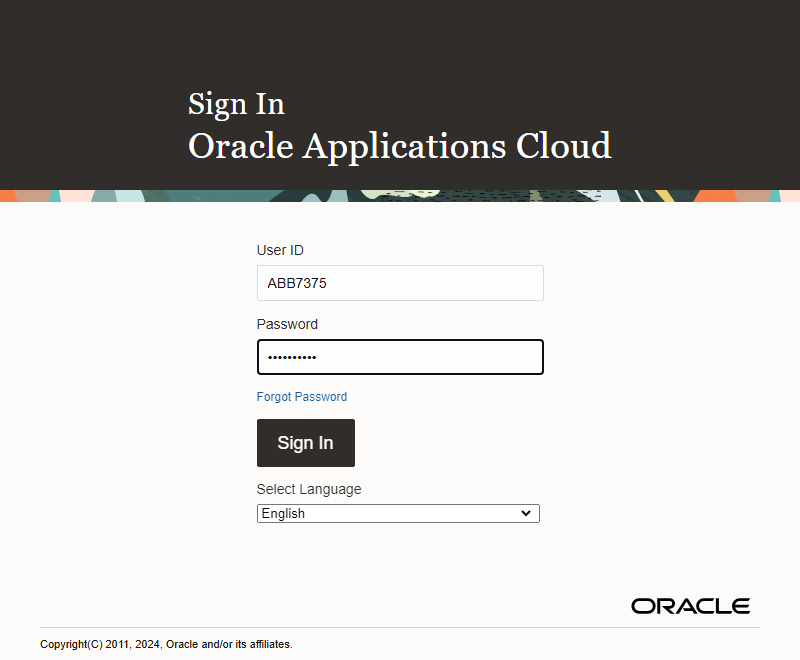 Sign In
Oracle Applications Cloud
User ID
ABB7375
Password
••••••••••
Forgot Password
Sign In
Select Language
English
ORACLE
Copyright(C) 2011, 2024, Oracle and/or its affiliates.